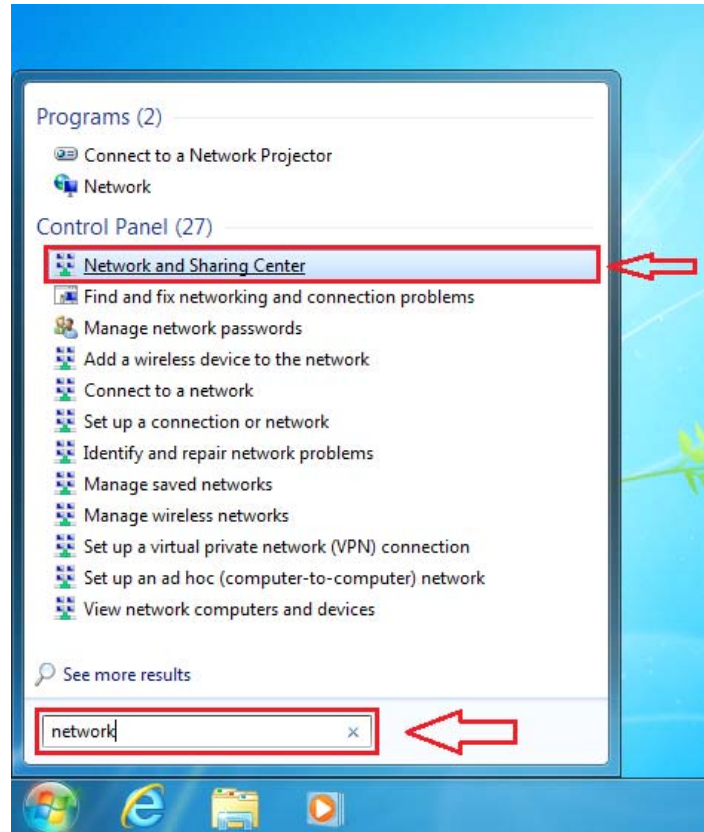 Programs (2)
Connect to a Network Projector
Network
Control Panel (27)
Network and Sharing Center
Find and fix networking and connection problems
Manage network passwords
Add a wireless device to the network
Connect to a network
Set up a connection or network
Identify and repair network problems
Manage saved networks
Manage wireless networks
Set up a virtual private network (VPN) connection
Set up an ad hoc (computer-to-computer) network
View network computers and devices
See more results
network